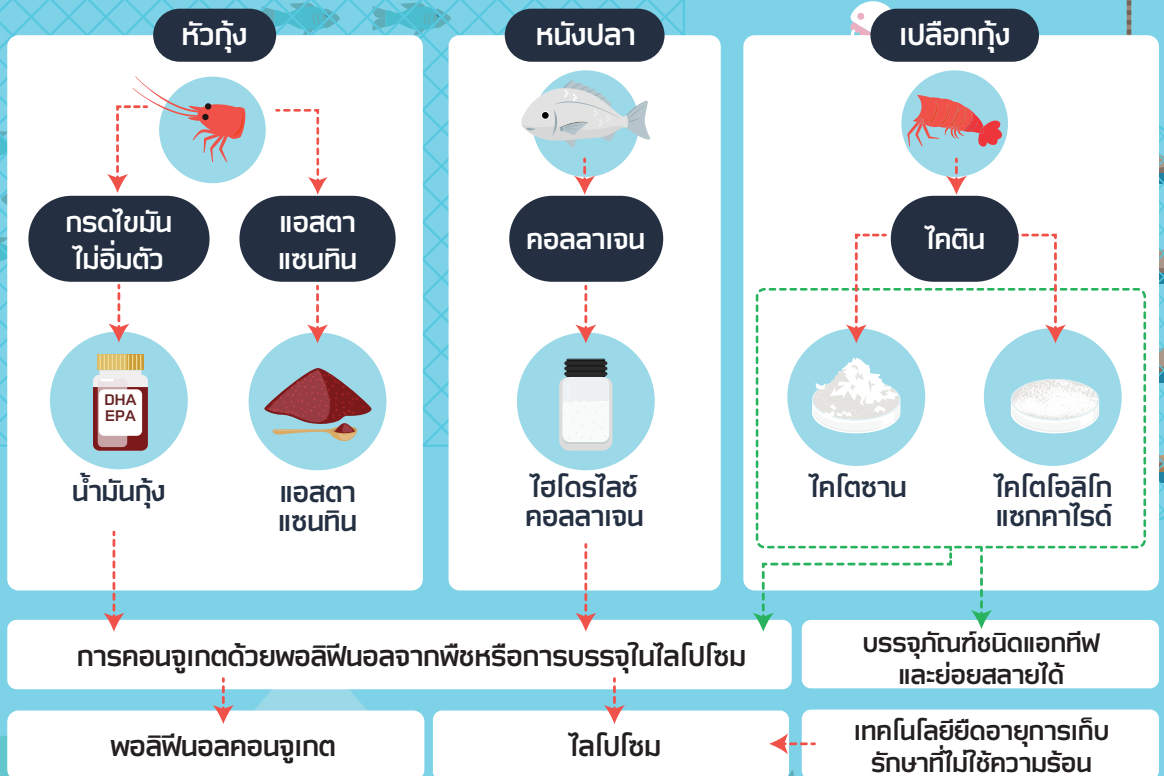 หัวกุ้ง
หนังปลา
เปลือกกุ้ง
กรดไขมัน
ไม่อิ่มตัว
แอสตา
แซนทิน
คอลลาเจน
ไคติน
DHA
EPA
น้ำมันกุ้ง
แอสตา
แซนทิน
ไฮโดรไลซ์
คอลลาเจน
ไคโตซาน
ไคโตโอลิโก
แซกคาไรด์
การคอนจูเกตด้วยพอลิฟีนอลจากพืชหรือการบรรจุในไลโปโซม
บรรจุภัณฑ์ชนิดแอกทีฟ
และย่อยสลายได้
พอลิฟีนอลคอนจูเกต
ไลโปโซม
เทคโนโลยียืดอายุการเก็บ
รักษาที่ไม่ใช้ความร้อน